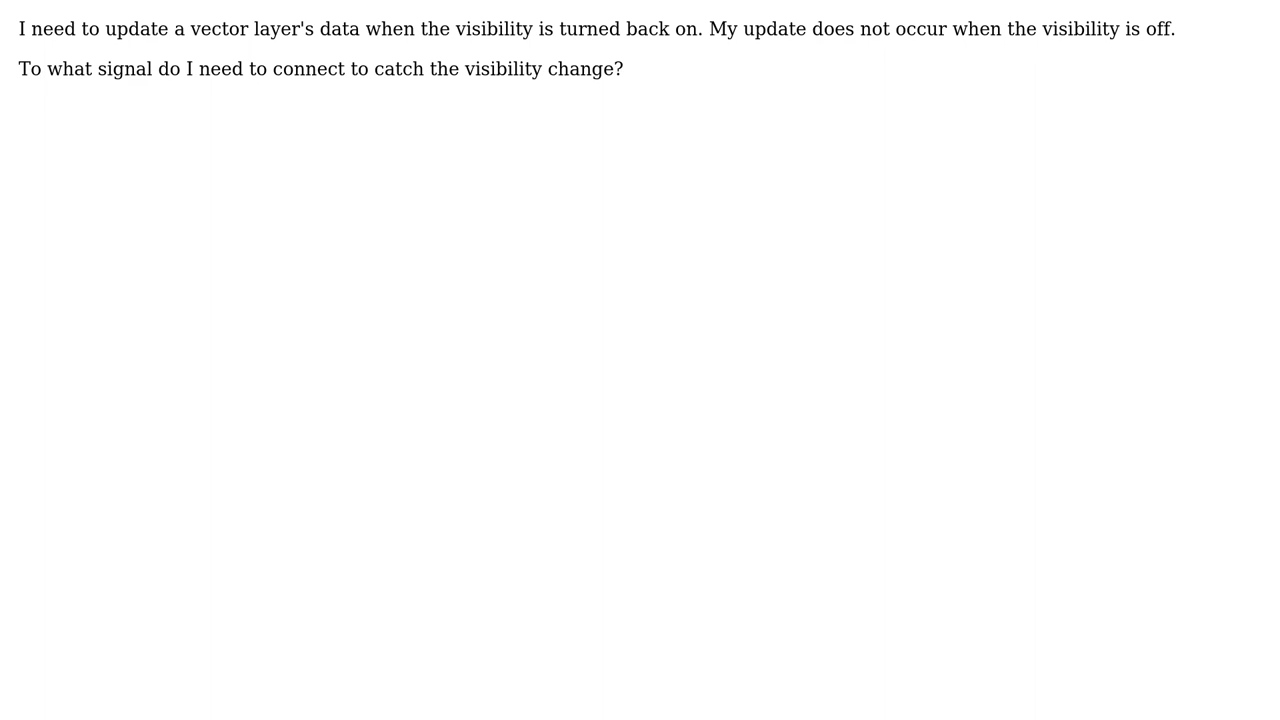 I need to update a vector layer's data when the visibility is turned back on. My update does not occur when the visibility is off.
To what signal do I need to connect to catch the visibility change?